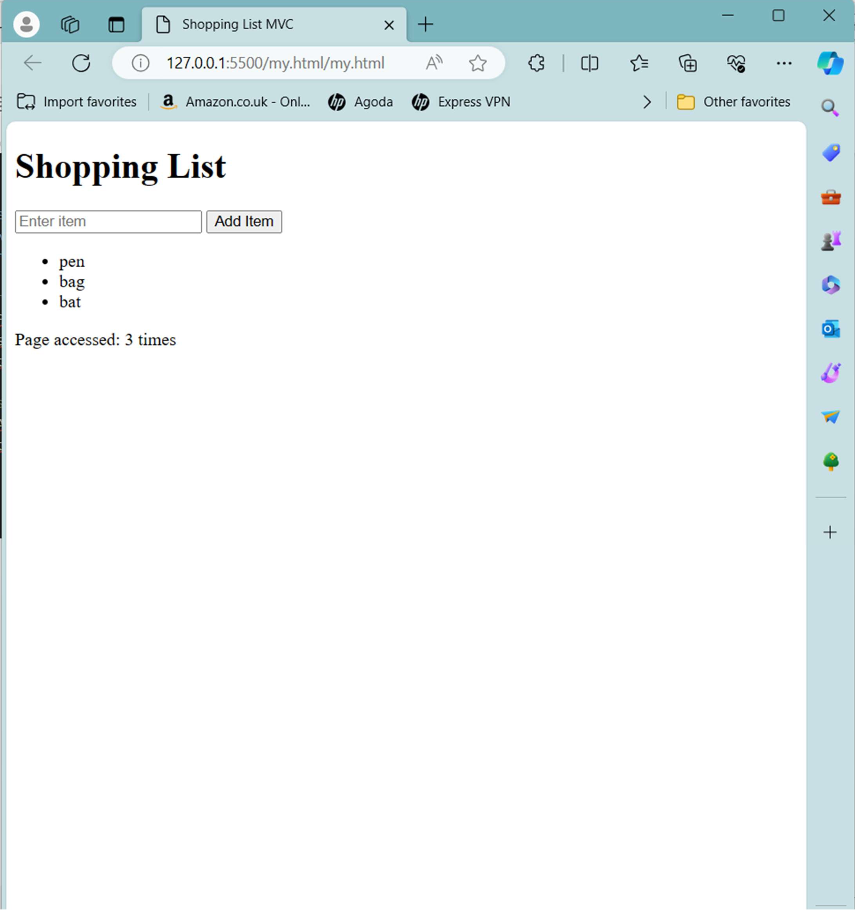 Shopping List MVC
127.0.0.1:5500/my.html/my.html
Import favorites Amazon.co.uk - Onl... Agoda Express VPN Other favorites
Shopping List
Enter item Add Item
• pen
• bag
• bat
Page accessed: 3 times